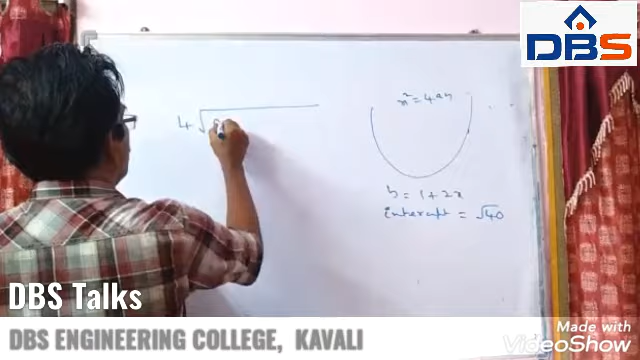 DBS
x² = 4ay
4√
y = 1 + 2x
intercept = √40
DBS Talks
DBS ENGINEERING COLLEGE, KAVALI
Made with
VideoShow